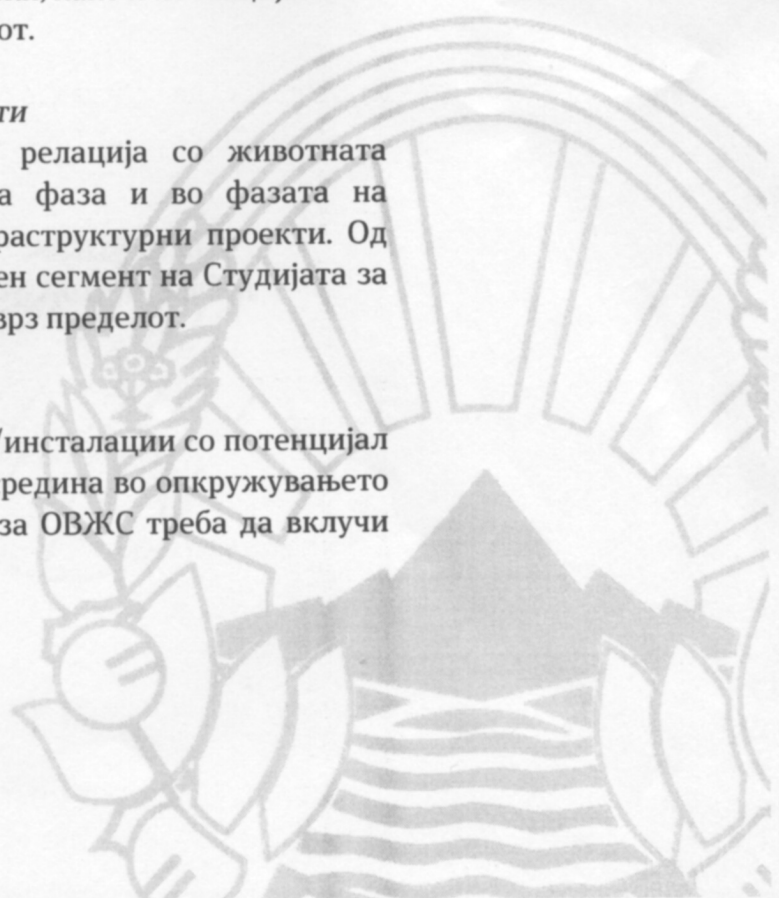 от.
ти
релација со животната
а фаза и во фазата на
раструктурни проекти. Од
ен сегмент на Студијата за
врз пределот.
/инсталации со потенцијал
редина во опкружувањето
за ОВЖС треба да вклучи